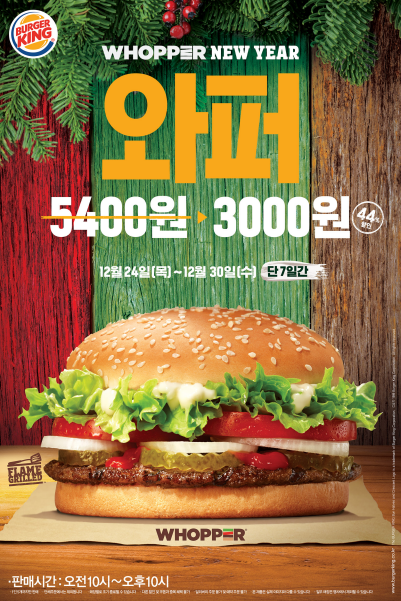 BURGER
KING
WHOPPER NEW YEAR
와퍼
5400원 ▸ 3000원 44% 할인
12월 24일(목) ~ 12월 30일(수) 단 7일간
FLAME
GRILLED
WHOPPER
·판매시간 : 오전10시~오후10시